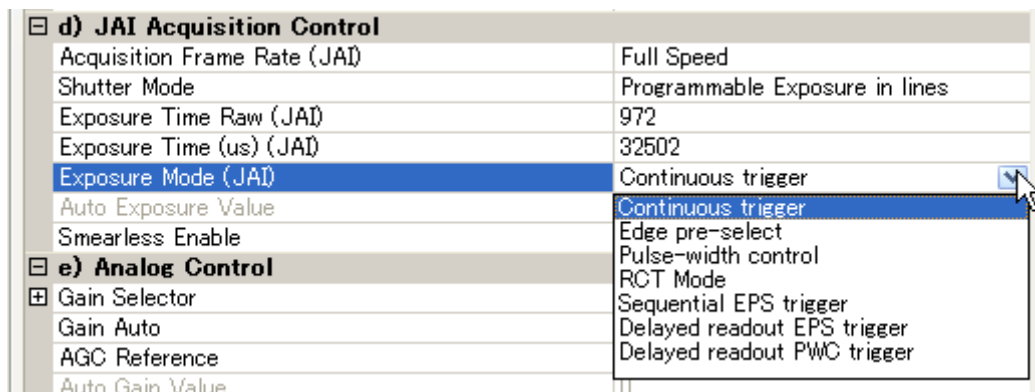 d) JAI Acquisition Control
Acquisition Frame Rate (JAI) Full Speed
Shutter Mode Programmable Exposure in lines
Exposure Time Raw (JAI) 972
Exposure Time (us) (JAI) 32502
Exposure Mode (JAI) Continuous trigger
Auto Exposure Value Continuous trigger
Smearless Enable Edge pre-select
Pulse-width control
e) Analog Control RCT Mode
Gain Selector Sequential EPS trigger
Gain Auto Delayed readout EPS trigger
AGC Reference Delayed readout PWC trigger
Auto Gain Value